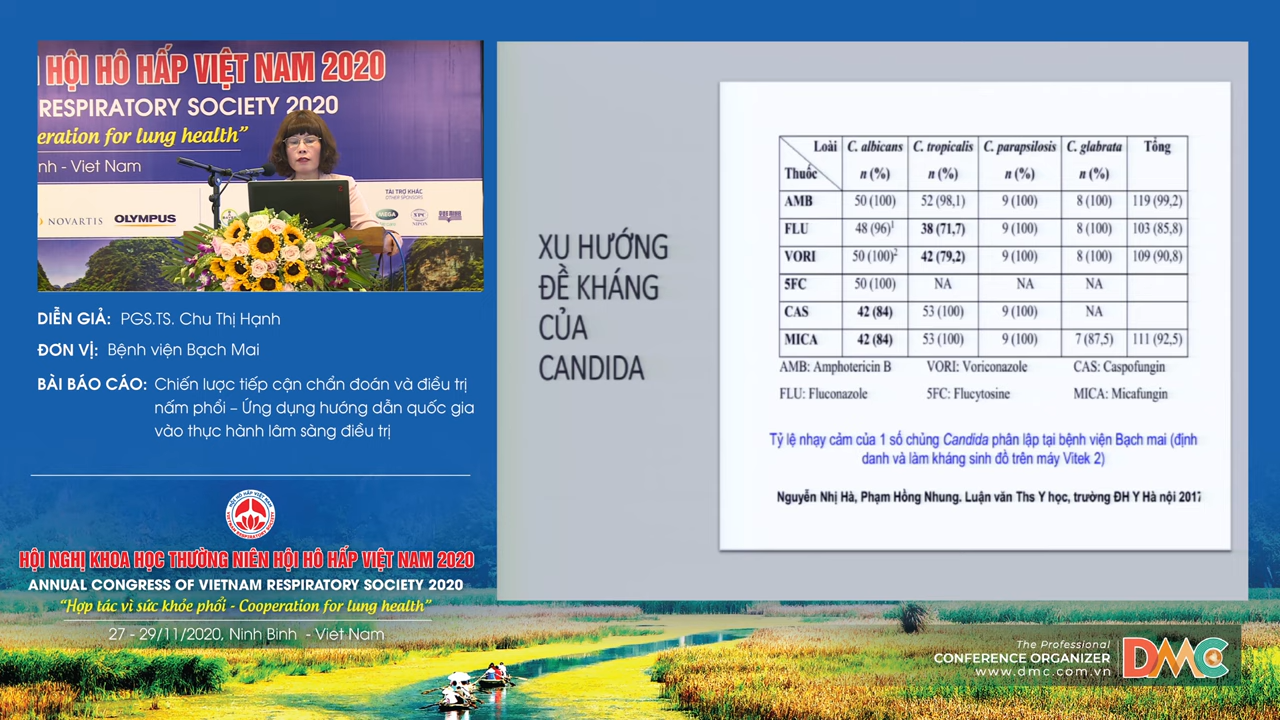 HỘI HÔ HẤP VIỆT NAM 2020
RESPIRATORY SOCIETY 2020
eration for lung health"
nh - Viet Nam
TÀI TRỢ KHÁC
OTHER SPONSORS
NOVARTIS
OLYMPUS
MEGA
DIỄN GIẢ: PGS.TS. Chu Thị Hạnh
ĐƠN VỊ: Bệnh viện Bạch Mai
BÀI BÁO CÁO: Chiến lược tiếp cận chẩn đoán và điều trị
nấm phổi – Ứng dụng hướng dẫn quốc gia
vào thực hành lâm sàng điều trị
HỘI NGHỊ KHOA HỌC THƯỜNG NIÊN HỘI HÔ HẤP VIỆT NAM 2020
ANNUAL CONGRESS OF VIETNAM RESPIRATORY SOCIETY 2020
"Hợp tác vì sức khỏe phổi - Cooperation for lung health"
27 - 29/11/2020, Ninh Binh - Viet Nam
XU HƯỚNG
ĐỀ KHÁNG
CỦA
CANDIDA
Loài C. albicans C. tropicalis C. parapsilosis C. glabrata Tổng
Thuốc n (%) n (%) n (%) n (%)
AMB 50 (100) 52 (98,1) 9 (100) 8 (100) 119 (99,2)
FLU 48 (96)¹ 38 (71,7) 9 (100) 8 (100) 103 (85,8)
VORI 50 (100)² 42 (79,2) 9 (100) 8 (100) 109 (90,8)
5FC 50 (100) NA NA NA
CAS 42 (84) 53 (100) 9 (100) NA
MICA 42 (84) 53 (100) 9 (100) 7 (87,5) 111 (92,5)
AMB: Amphotericin B VORI: Voriconazole CAS: Caspofungin
FLU: Fluconazole 5FC: Flucytosine MICA: Micafungin
Tỷ lệ nhạy cảm của 1 số chủng Candida phân lập tại bệnh viện Bạch mai (định
danh và làm kháng sinh đồ trên máy Vitek 2)
Nguyễn Nhị Hà, Phạm Hồng Nhung. Luận văn Ths Y học, trường ĐH Y Hà nội 2017
The Professional
CONFERENCE ORGANIZER
www.dmc.com.vn
DMC